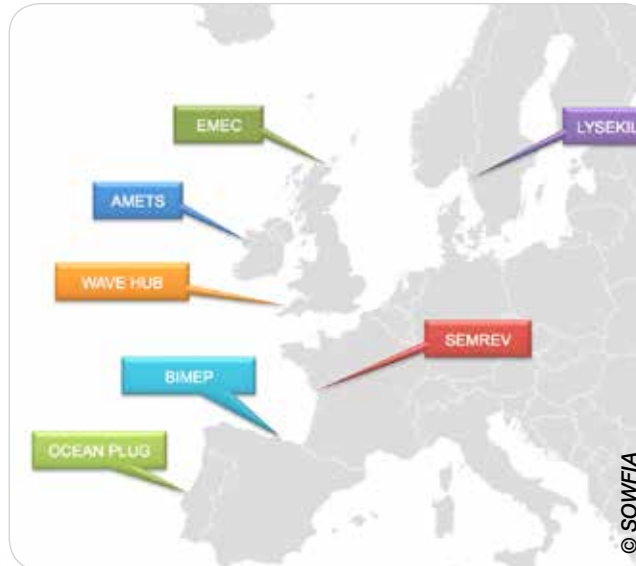 EMEC
LYSEKIL
AMETS
WAVE HUB
SEMREV
BIMEP
OCEAN PLUG
© SOWFIA